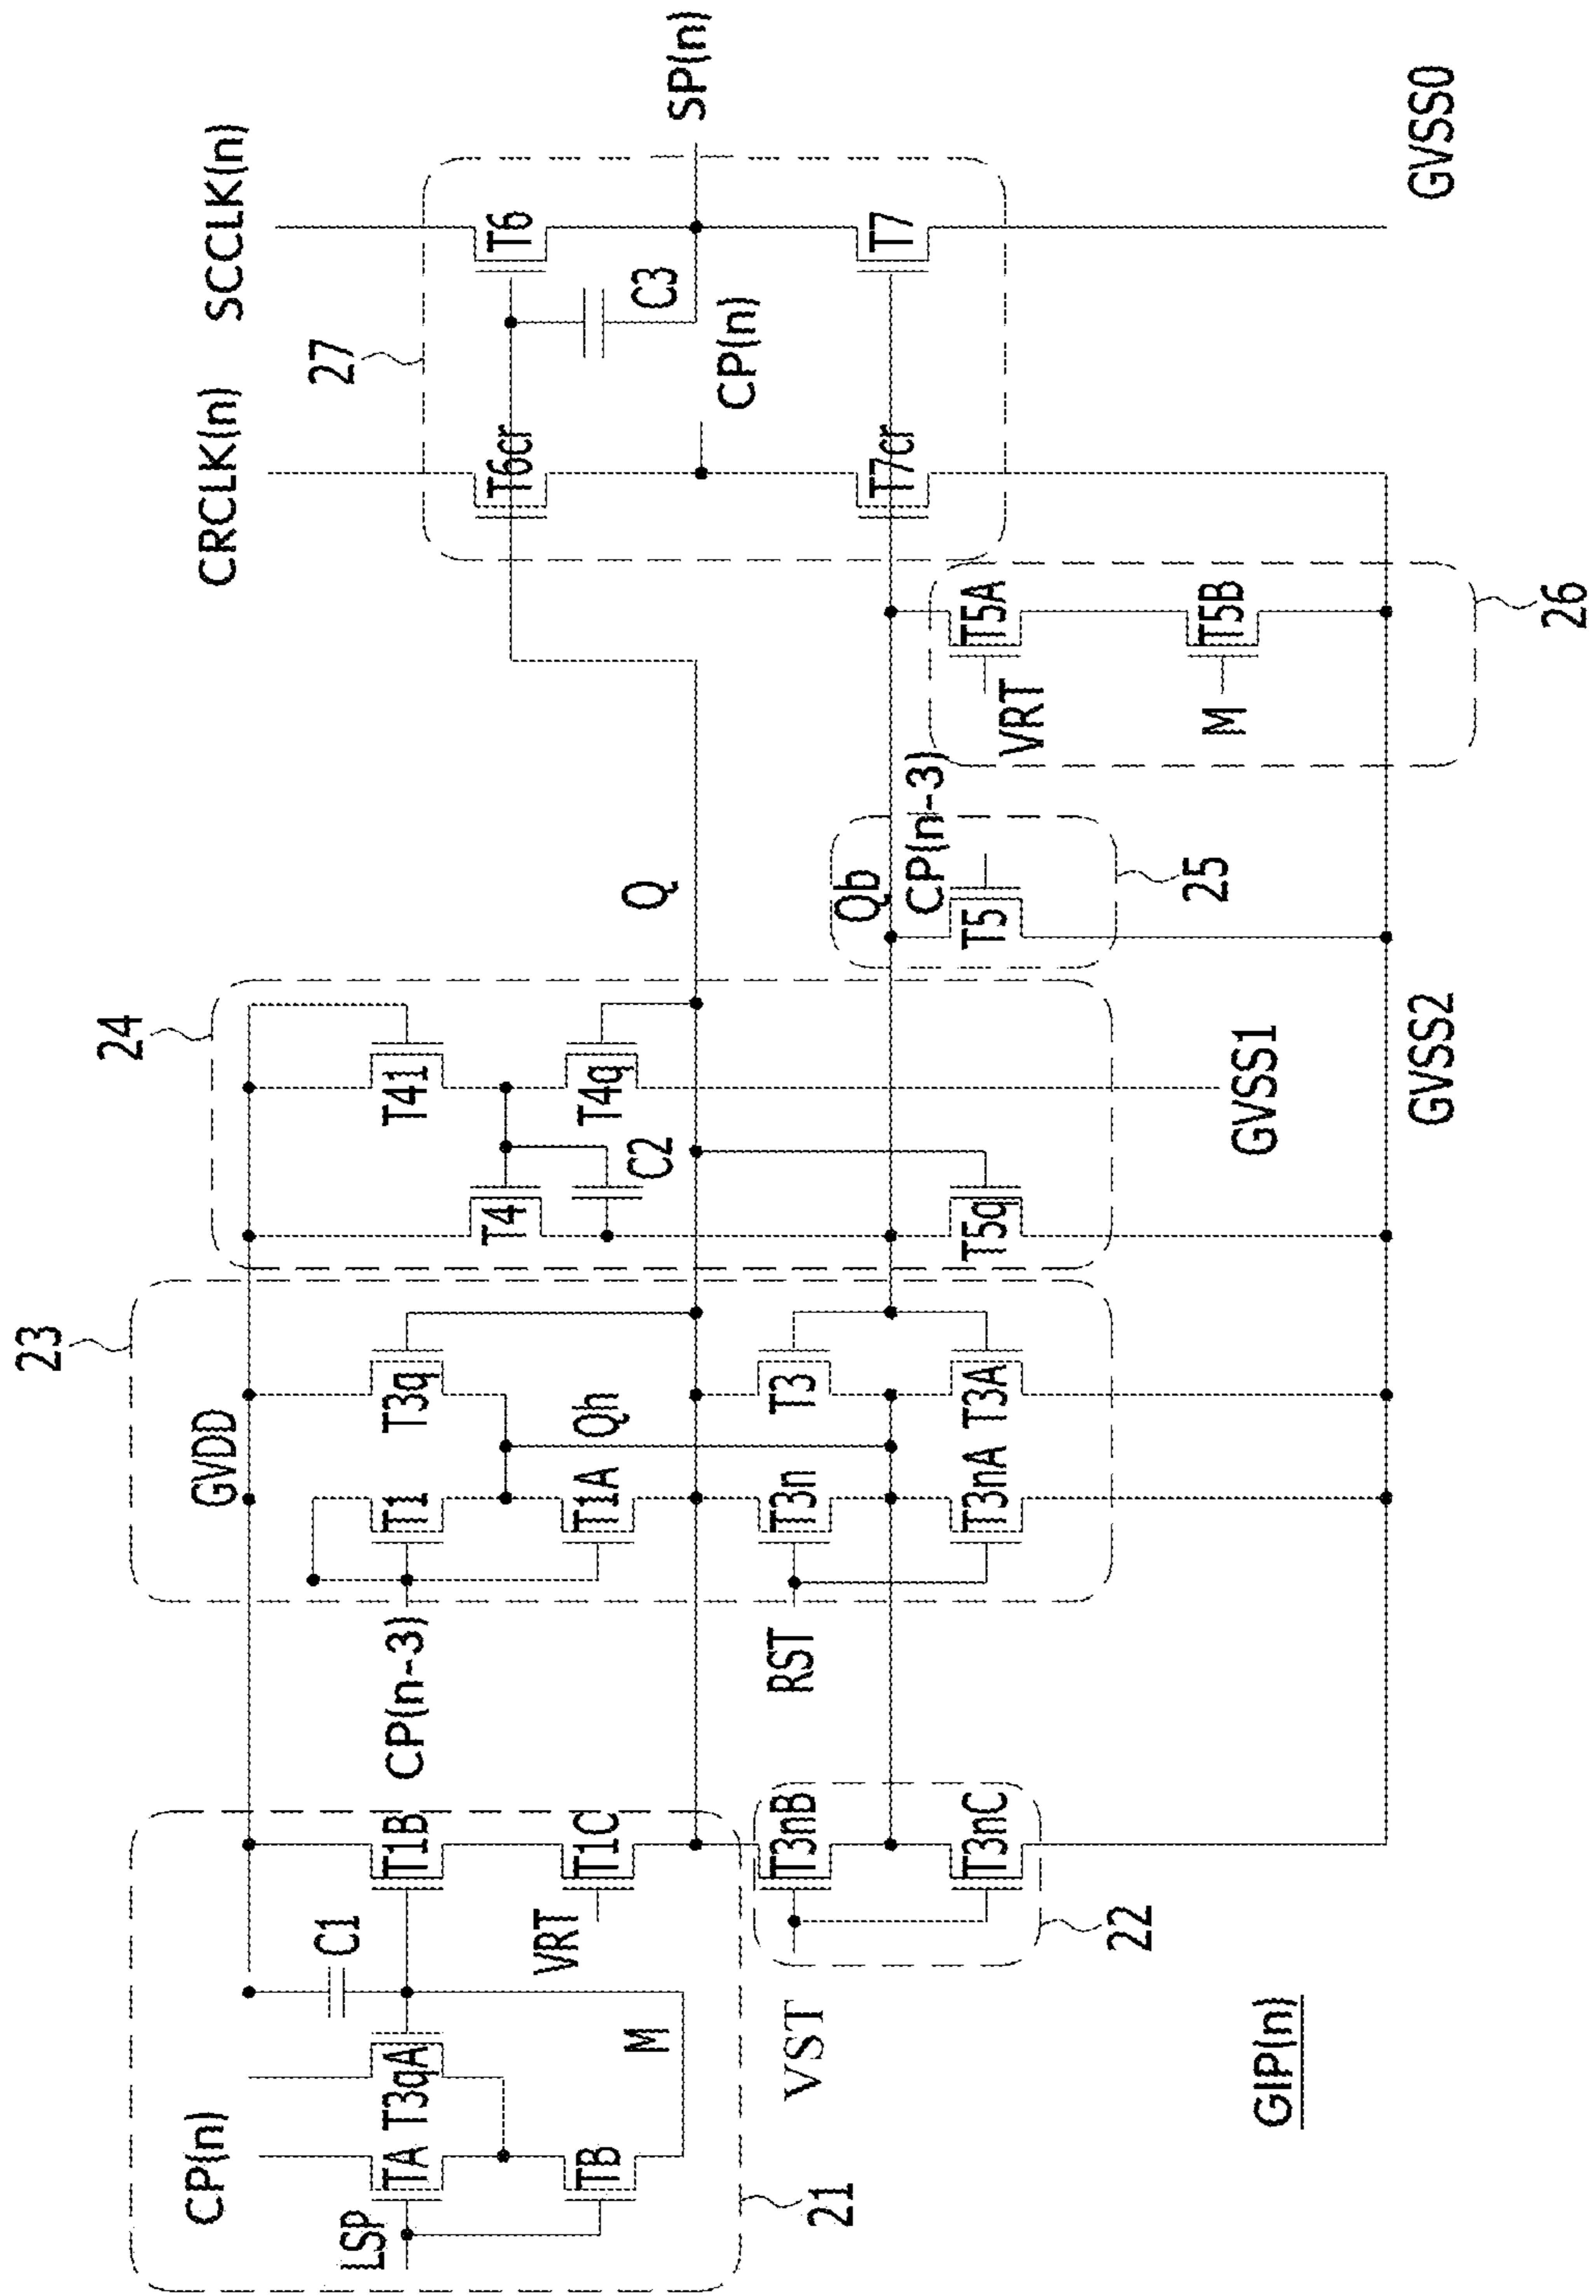 CP(n)
LSP
TA
T3qA
TB
M
C1
T1B
VRT
T1C
21
VST
T3nB
T3nC
22
GVDD
CP(n-3)
T1
T1A
T3q
Qh
RST
T3n
T3nA
T3
T3A
23
T4
C2
T41
T4q
T5q
24
GVSS1
GVSS2
Q
Qb
CP(n-3)
T5
25
VRT
T5A
M
T5B
26
CRCLK(n)
SCCLK(n)
27
T6cr
T6
C3
CP(n)
SP(n)
T7cr
T7
GVSS0
GIP(n)